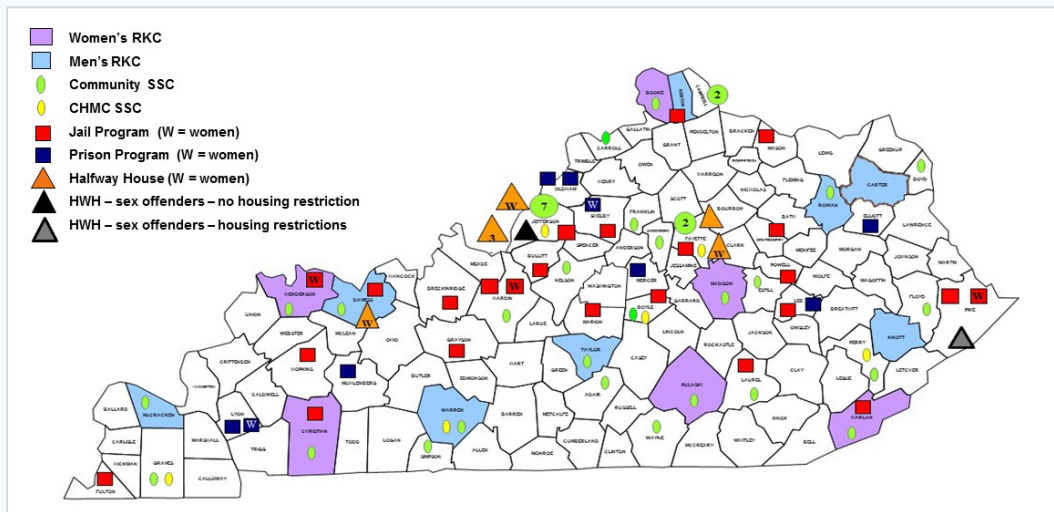 Women's RKC
Men's RKC
Community SSC
CHMC SSC
Jail Program (W = women)
Prison Program (W = women)
Halfway House (W = women)
HWH – sex offenders – no housing restriction
HWH – sex offenders – housing restrictions
BOONE
KENTON
CAMPBELL
2
GALLATIN
PENDELTON
BRACKEN
MASON
CARROLL
GRANT
LEWIS
GREENUP
TRIMBLE
OWEN
ROBERTSON
FLEMING
CARTER
BOYD
OLDHAM
HENRY
HARRISON
NICHOLAS
ROWAN
W
7
W
SCOTT
BOURBON
BATH
ELLIOTT
LAWRENCE
JEFFERSON
SHELBY
FRANKLIN
2
3
SPENCER
ANDERSON
FAYETTE
W
CLARK
MENIFEE
MORGAN
JOHNSON
MARTIN
BULLITT
JESSAMINE
POWELL
WOLFE
MAGOFFIN
MEADE
HANCOCK
NELSON
WASHINGTON
MERCER
MADISON
ESTILL
W
HENDERSON
DAVIESS
BRECKINRIDGE
W
HARDIN
BOYLE
GARRARD
LEE
BREATHITT
FLOYD
W
PIKE
UNION
W
LARUE
MARION
LINCOLN
OWSLEY
WEBSTER
MCLEAN
OHIO
ROCKCASTLE
JACKSON
PERRY
KNOTT
CRITTENDEN
HOPKINS
GRAYSON
HART
GREEN
TAYLOR
CASEY
CLAY
LESLIE
LETCHER
MUHLENBERG
BUTLER
EDMONSON
ADAIR
PULASKI
LAUREL
CALDWELL
BALLARD
McCRACKEN
LYON
W
CHRISTIAN
WARREN
BARREN
METCALFE
RUSSELL
KNOX
HARLAN
CARLISLE
MARSHALL
TRIGG
TODD
LOGAN
SIMPSON
ALLEN
MONROE
CUMBERLAND
CLINTON
WAYNE
MCCREARY
WHITLEY
BELL
HICKMAN
GRAVES
CALLOWAY
FULTON